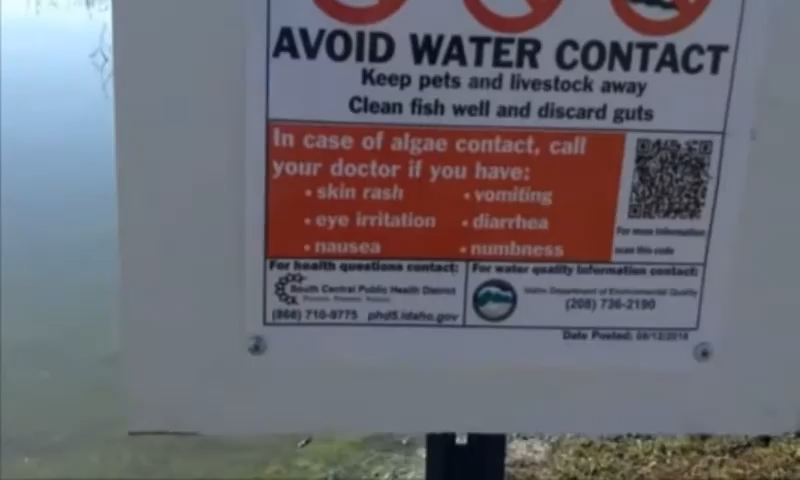 AVOID WATER CONTACT
Keep pets and livestock away
Clean fish well and discard guts
In case of algae contact, call
your doctor if you have:
• skin rash • vomiting
• eye irritation • diarrhea
• nausea • numbness
For more information
scan this code
For health questions contact:
South Central Public Health District
(866) 710-9775 phd5.idaho.gov
For water quality information contact:
Idaho Department of Environmental Quality
(208) 736-2190
Date Posted: